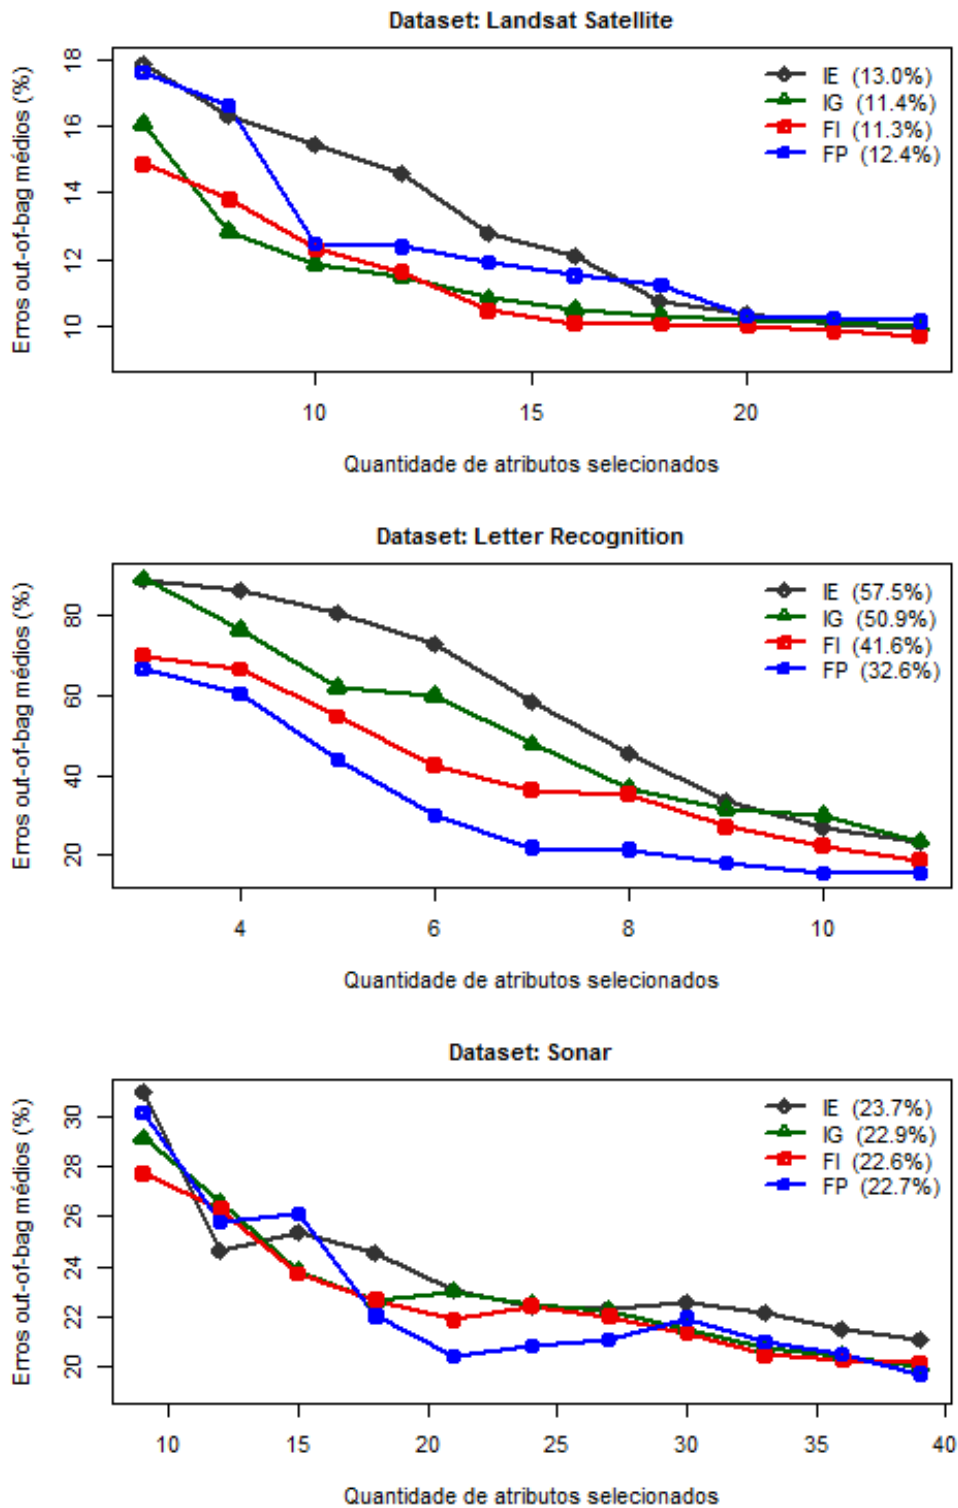 Dataset: Landsat Satellite
Erros out-of-bag médios (%)
18
16
14
12
10
IE (13.0%)
IG (11.4%)
FI (11.3%)
FP (12.4%)
10 15 20
Quantidade de atributos selecionados
Dataset: Letter Recognition
Erros out-of-bag médios (%)
80
60
40
20
IE (57.5%)
IG (50.9%)
FI (41.6%)
FP (32.6%)
4 6 8 10
Quantidade de atributos selecionados
Dataset: Sonar
Erros out-of-bag médios (%)
30
28
26
24
22
20
IE (23.7%)
IG (22.9%)
FI (22.6%)
FP (22.7%)
10 15 20 25 30 35 40
Quantidade de atributos selecionados